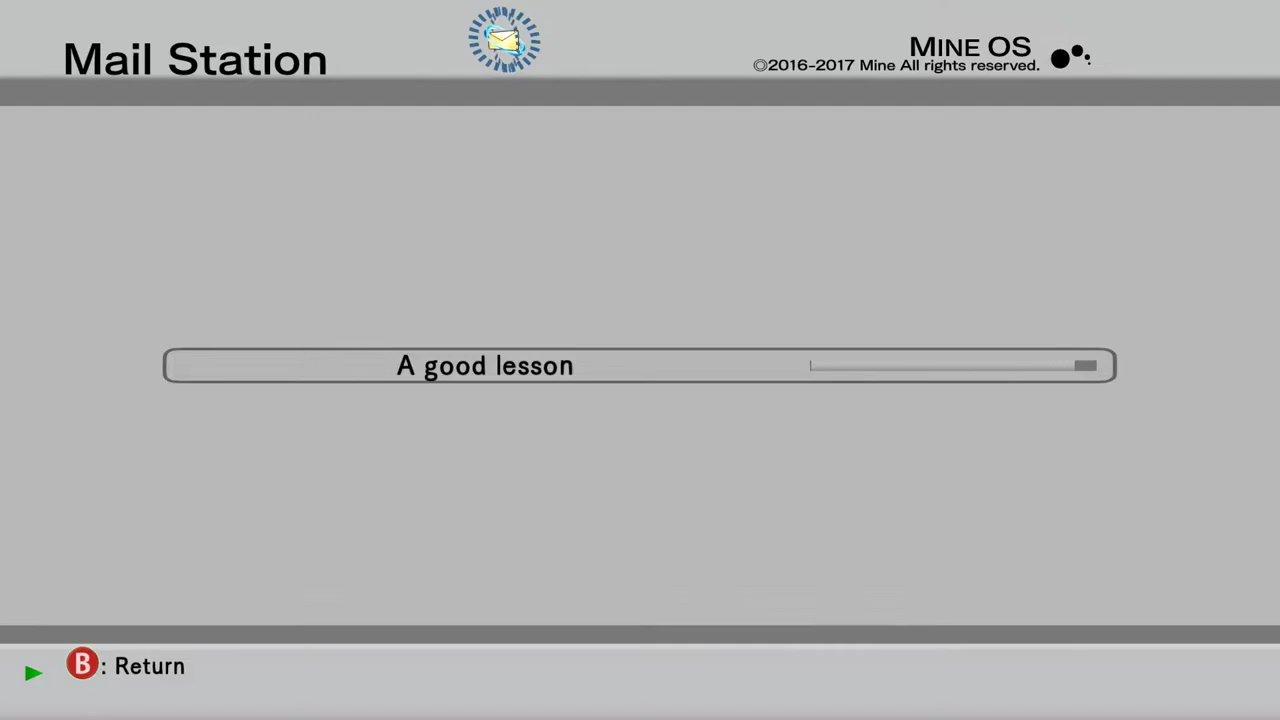 Mail Station
MINE OS
©2016-2017 Mine All rights reserved.
A good lesson
B: Return